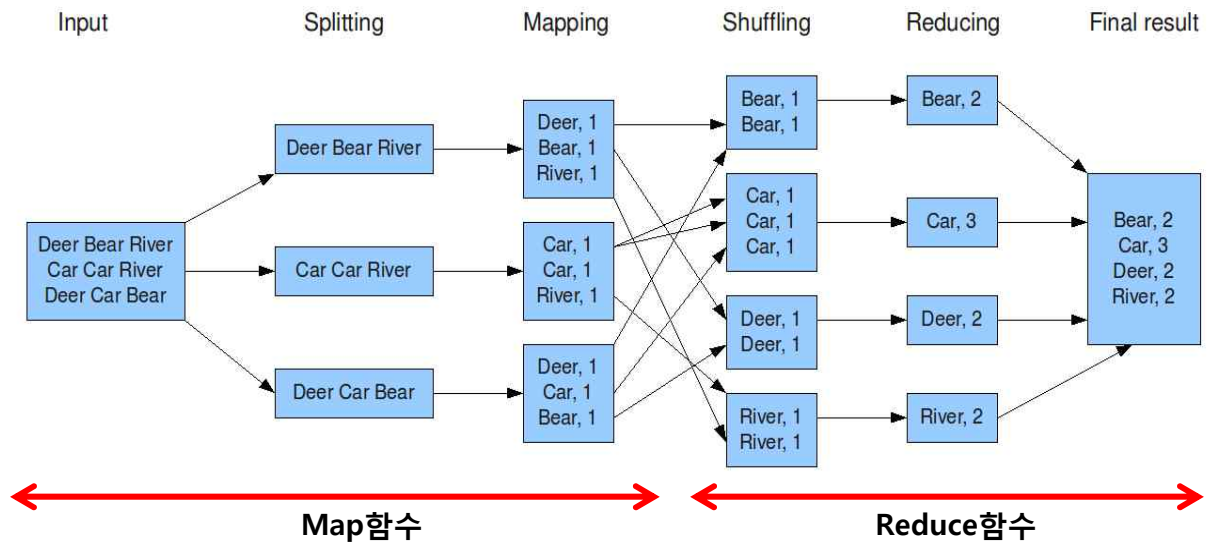 Input
Splitting
Mapping
Shuffling
Reducing
Final result
Deer Bear River
Car Car River
Deer Car Bear
Deer Bear River
Car Car River
Deer Car Bear
Deer, 1
Bear, 1
River, 1
Car, 1
Car, 1
River, 1
Deer, 1
Car, 1
Bear, 1
Bear, 1
Bear, 1
Car, 1
Car, 1
Car, 1
Deer, 1
Deer, 1
River, 1
River, 1
Bear, 2
Car, 3
Deer, 2
River, 2
Bear, 2
Car, 3
Deer, 2
River, 2
Map함수
Reduce함수